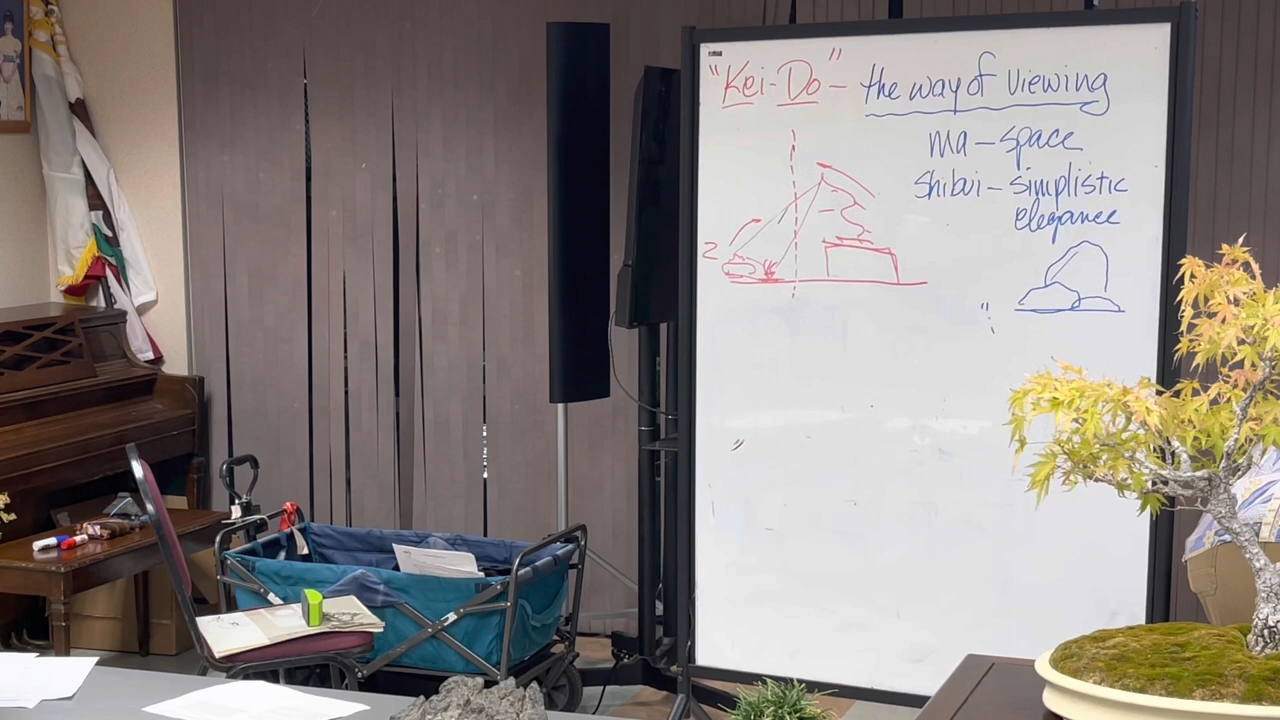 "Kei-Do" – the way of Viewing
Ma – space
Shibui – simplistic
elegance
2